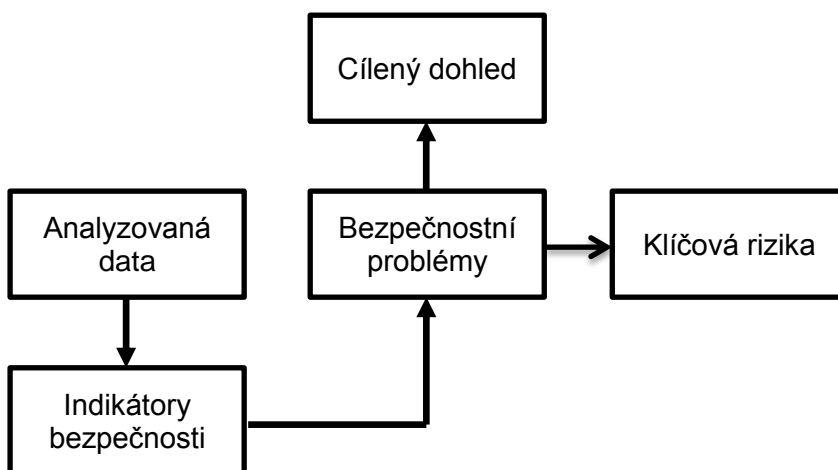 Cílený dohled
Analyzovaná
data
Bezpečnostní
problémy
Klíčová rizika
Indikátory
bezpečnosti